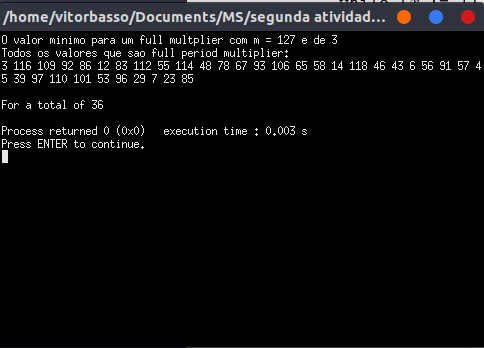 /home/vitorbasso/Documents/MS/segunda atividad...
O valor minimo para um full multplier com m = 127 e de 3
Todos os valores que sao full period multiplier:
3 116 109 92 86 12 83 112 55 114 48 78 67 93 106 65 58 14 118 46 43 6 56 91 57 4
5 39 97 110 101 53 96 29 7 23 85
For a total of 36
Process returned 0 (0x0)   execution time : 0.003 s
Press ENTER to continue.